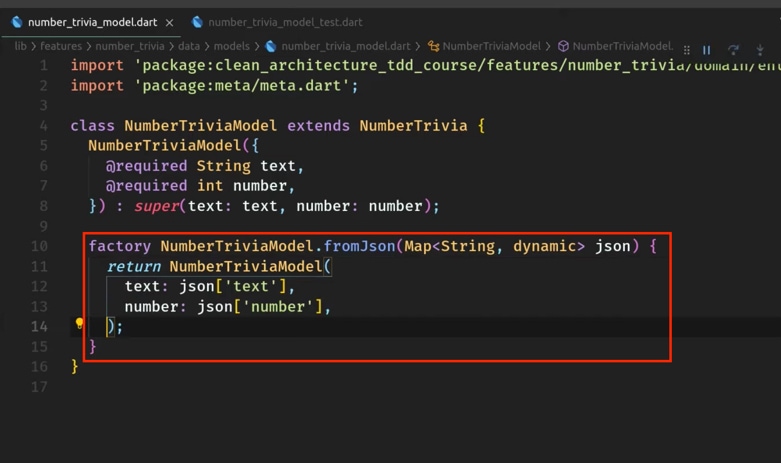 number_trivia_model.dart × number_trivia_model_test.dart
lib > features > number_trivia > data > models > number_trivia_model.dart > NumberTriviaModel > NumberTriviaModel.
1 import 'package:clean_architecture_tdd_course/features/number_trivia/domain/ent
2 import 'package:meta/meta.dart';
3
4 class NumberTriviaModel extends NumberTrivia {
5 NumberTriviaModel({
6 @required String text,
7 @required int number,
8 }) : super(text: text, number: number);
9
10 factory NumberTriviaModel.fromJson(Map<String, dynamic> json) {
11 return NumberTriviaModel(
12 text: json['text'],
13 number: json['number'],
14 );
15 }
16 }
17